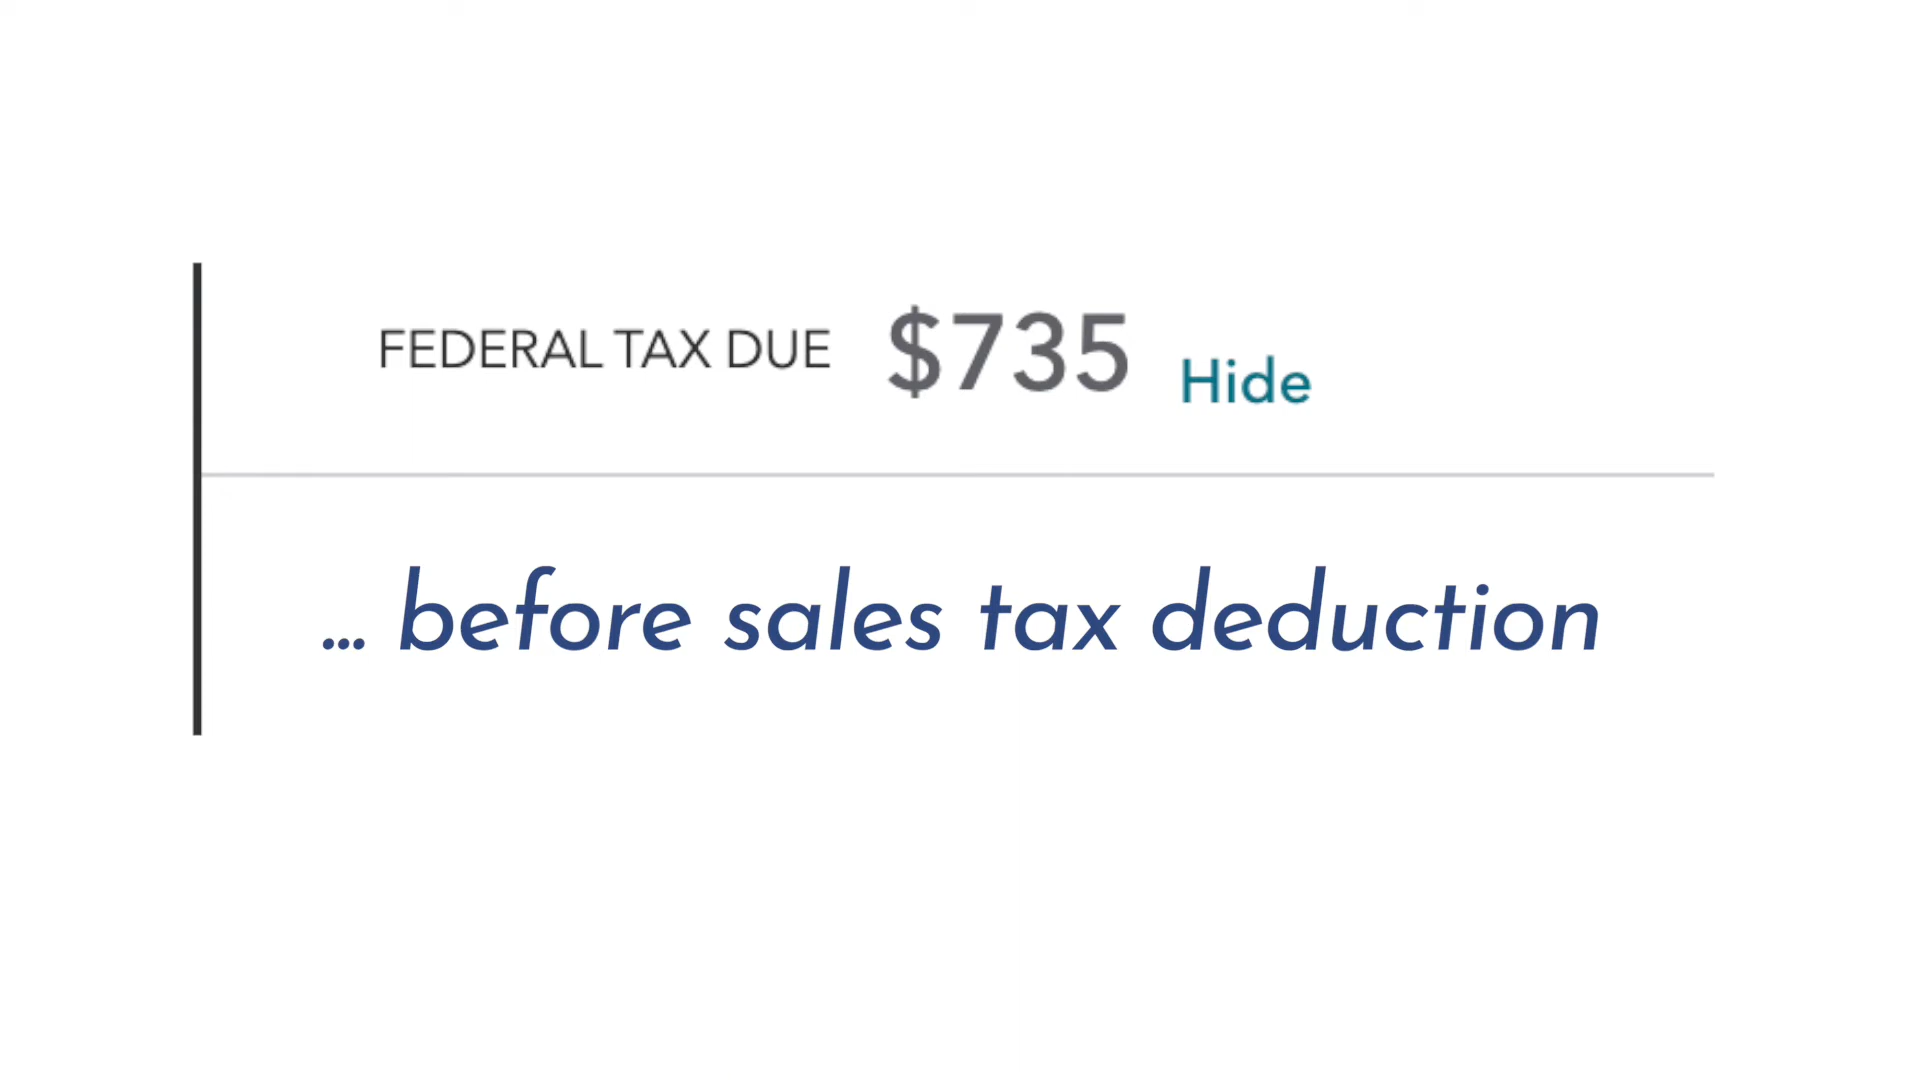 FEDERAL TAX DUE $735 Hide
... before sales tax deduction